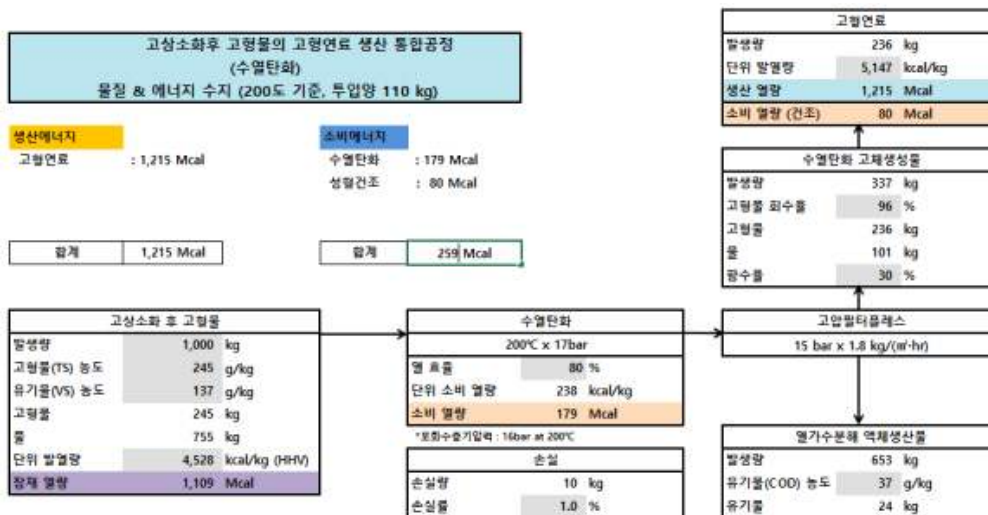 고상소화후 고형물의 고형연료 생산 통합공정
(수열탄화)
물질 & 에너지 수지 (200도 기준, 투입양 110 kg)
생산에너지
고형연료 : 1,215 Mcal
합계 1,215 Mcal
소비에너지
수열탄화 : 179 Mcal
성형건조 : 80 Mcal
합계 259 Mcal
고형연료
발생량 236 kg
단위 발열량 5,147 kcal/kg
생산 열량 1,215 Mcal
소비 열량 (건조) 80 Mcal
수열탄화 고체생성물
발생량 337 kg
고형물 회수율 96 %
고형물 236 kg
물 101 kg
함수율 30 %
고상소화 후 고형물
발생량 1,000 kg
고형물(TS) 농도 245 g/kg
유기물(VS) 농도 137 g/kg
고형물 245 kg
물 755 kg
단위 발열량 4,528 kcal/kg (HHV)
잠재 열량 1,109 Mcal
수열탄화
200℃ x 17bar
열 효율 80 %
단위 소비 열량 238 kcal/kg
소비 열량 179 Mcal
*포화수증기압력 : 16bar at 200℃
손실
손실량 10 kg
손실률 1.0 %
고압필터프레스
15 bar x 1.8 kg/(㎡·hr)
열가수분해 액체생산물
발생량 653 kg
유기물(COD) 농도 37 g/kg
유기물 24 kg